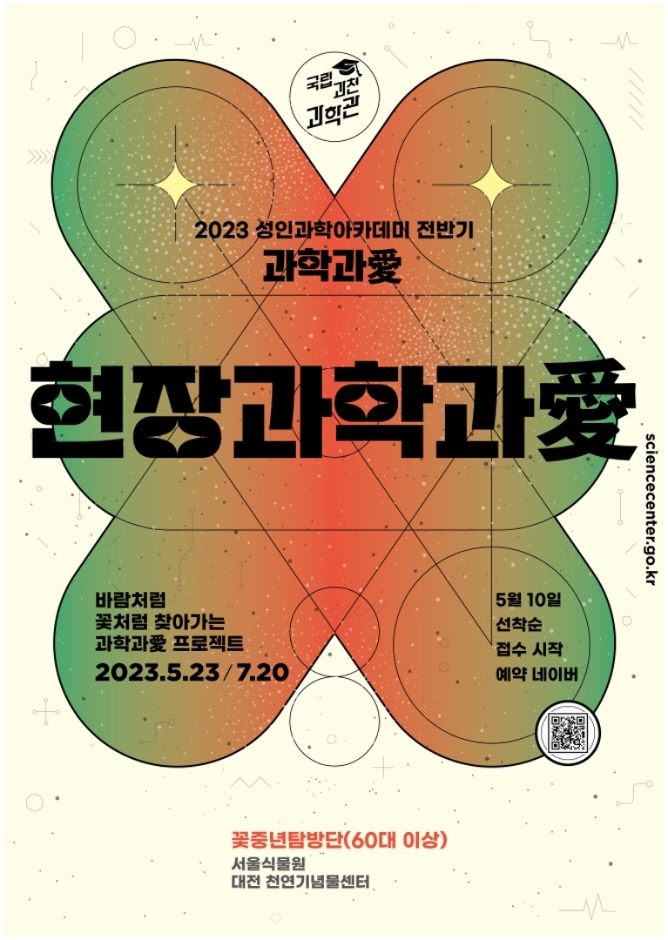 국립
과천
과학관
2023 성인과학아카데미 전반기
과학과愛
현장과학과愛
sciencecenter.go.kr
바람처럼
꽃처럼 찾아가는
과학과愛 프로젝트
2023.5.23 / 7.20
5월 10일
선착순
접수 시작
예약 네이버
꽃중년탐방단(60대 이상)
서울식물원
대전 천연기념물센터